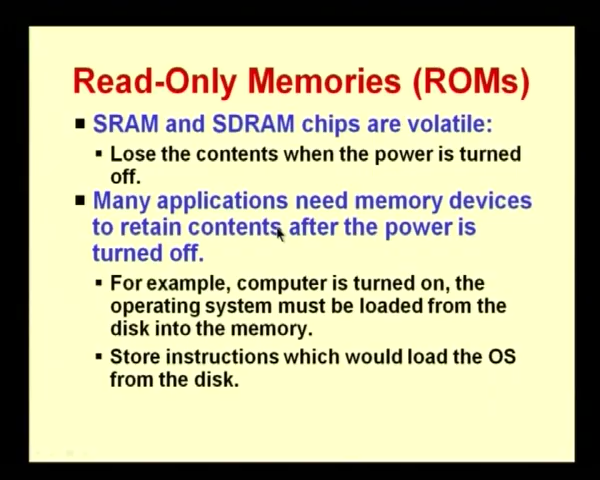 Read-Only Memories (ROMs)
SRAM and SDRAM chips are volatile:
Lose the contents when the power is turned
off.
Many applications need memory devices
to retain contents after the power is
turned off.
For example, computer is turned on, the
operating system must be loaded from the
disk into the memory.
Store instructions which would load the OS
from the disk.